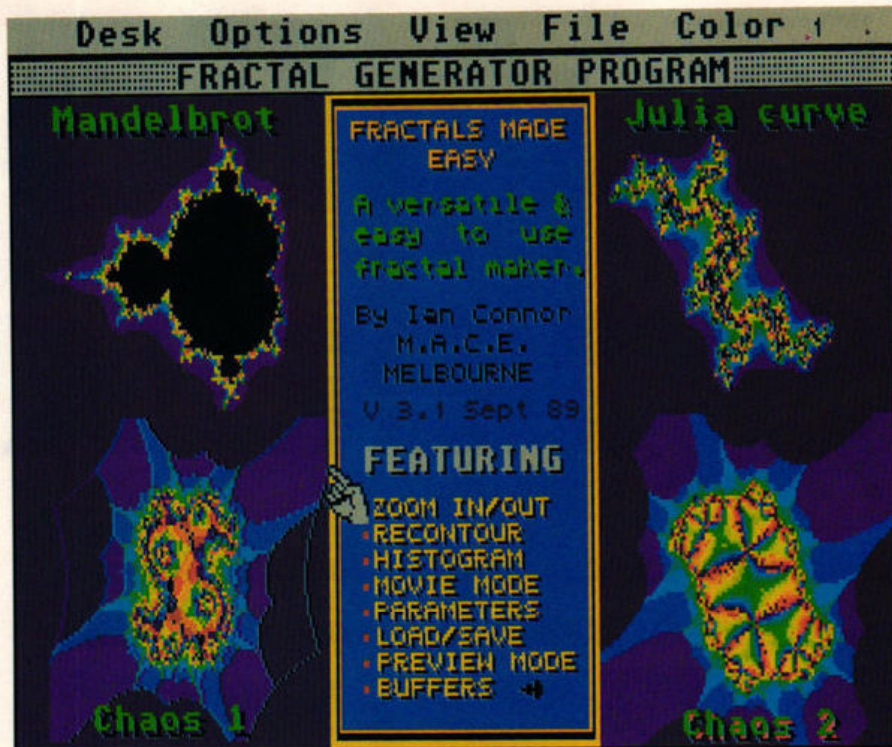 Desk Options View File Color 1
FRACTAL GENERATOR PROGRAM
Mandelbrot
Julia curve
FRACTALS MADE
EASY
A versatile &
easy to use
fractal maker.
By Ian Connor
M.A.C.E.
MELBOURNE
V 3.1 Sept 89
FEATURING
ZOOM IN/OUT
RECONTOUR
HISTOGRAM
MOVIE MODE
PARAMETERS
LOAD/SAVE
PREVIEW MODE
BUFFERS
Chaos 1
Chaos 2